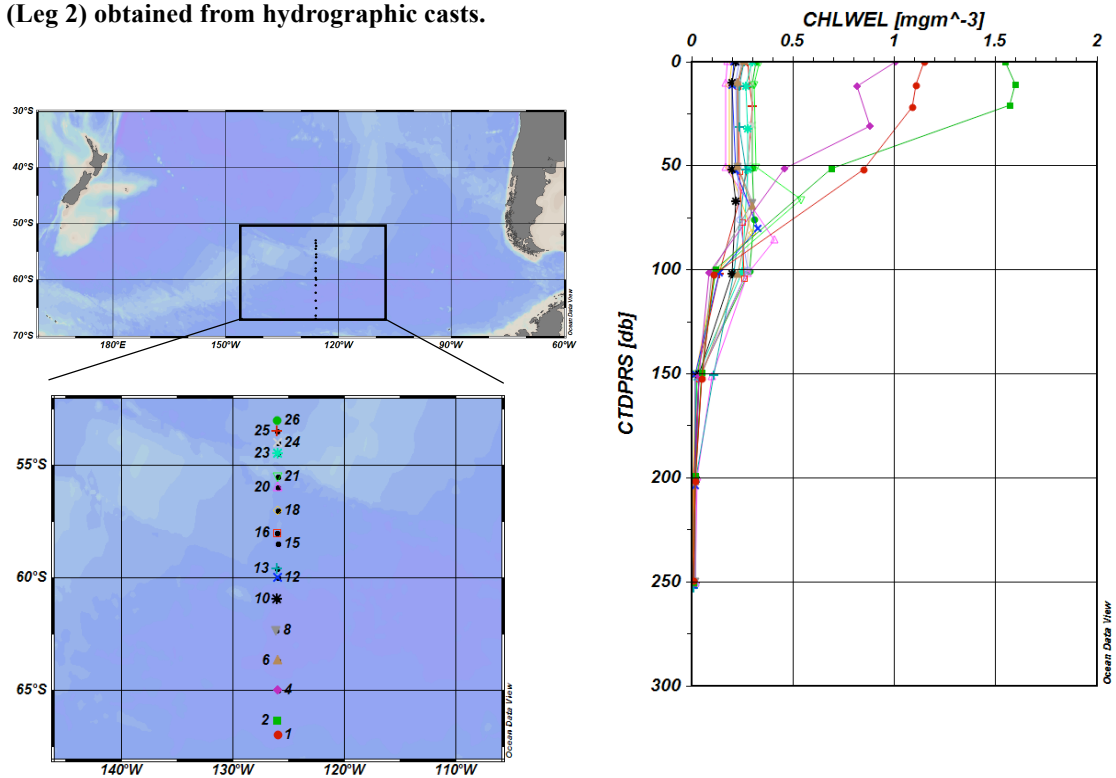 (Leg 2) obtained from hydrographic casts.
30°S
40°S
50°S
60°S
70°S
180°E
150°W
120°W
90°W
60°W
Ocean Data View
26
25
24
23
21
20
18
16
15
13
12
10
8
6
4
2
1
55°S
60°S
65°S
140°W
130°W
120°W
110°W
Ocean Data View
CHLWEL [mgm^-3]
0
0.5
1
1.5
2
CTDPRS [db]
0
50
100
150
200
250
300
Ocean Data View